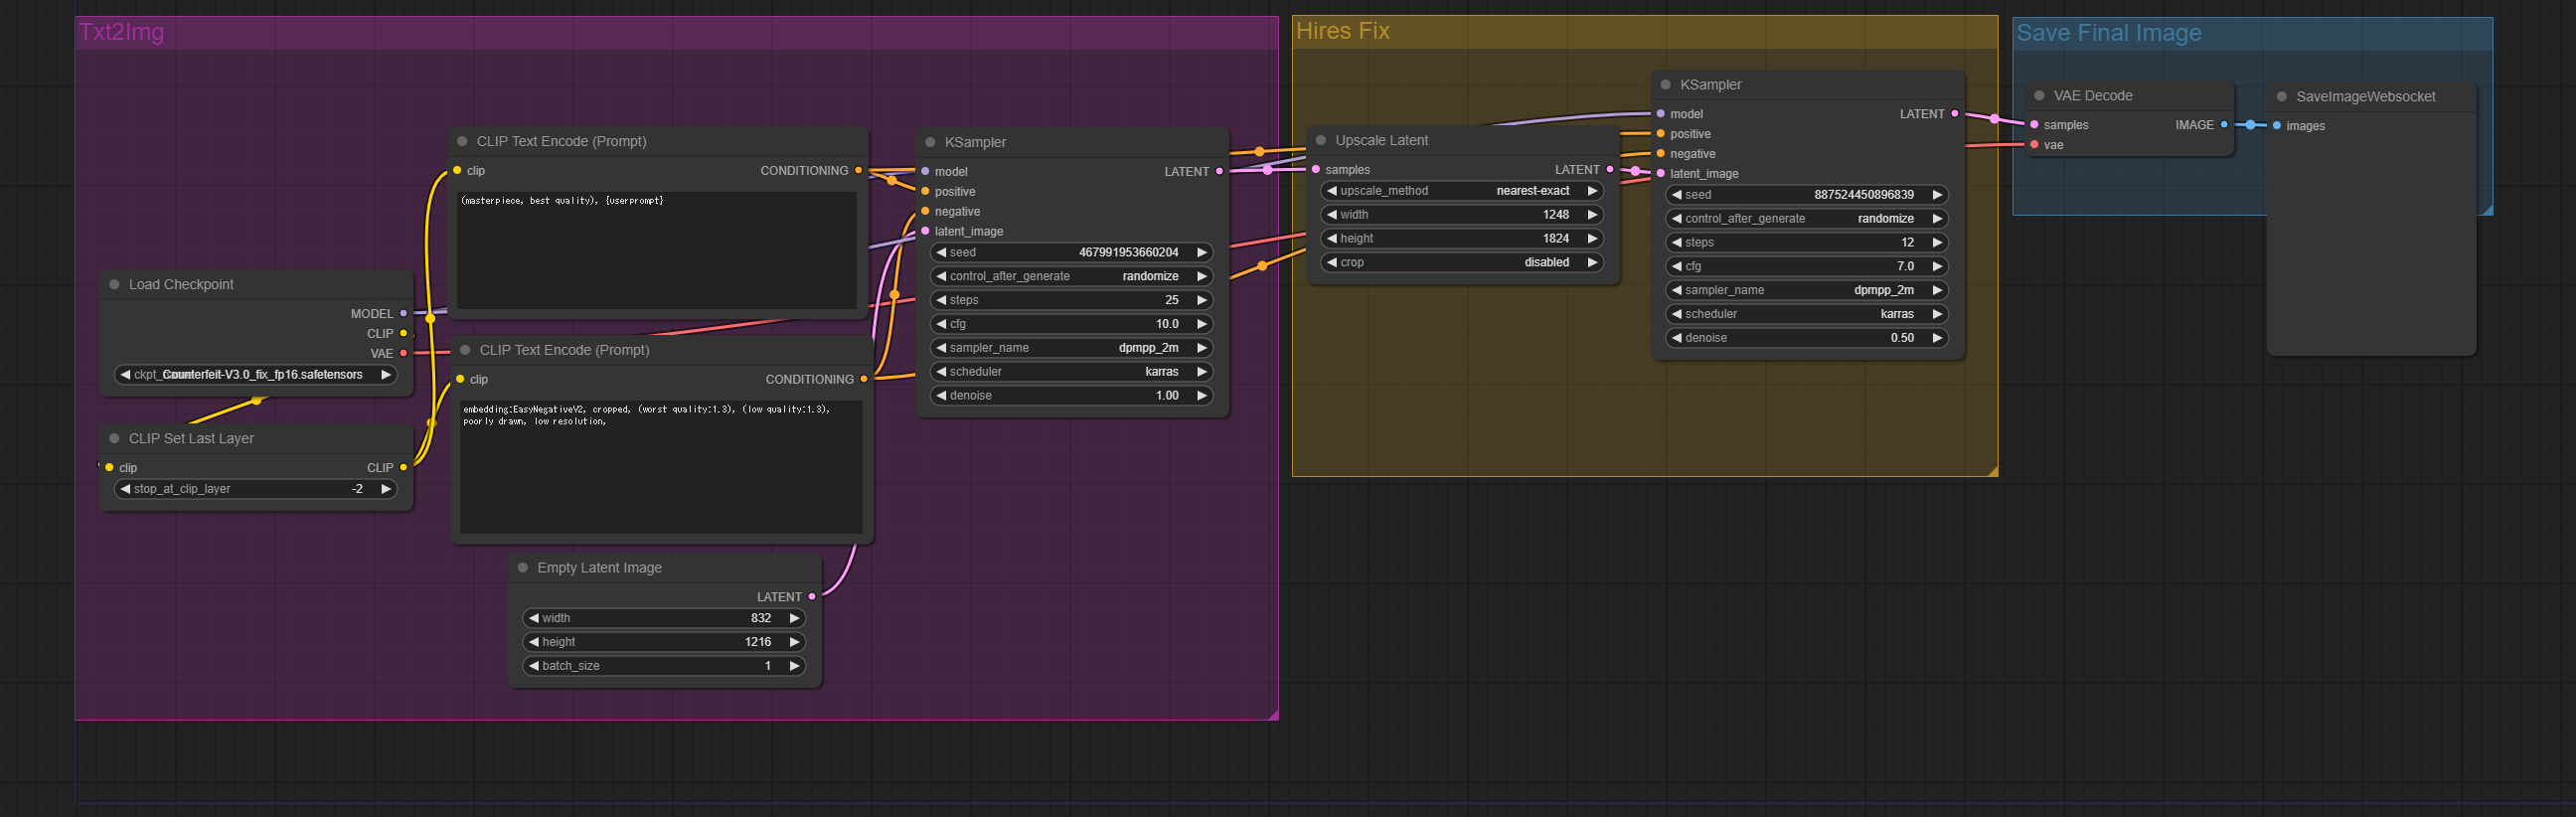 Txt2Img
Load Checkpoint
MODEL
CLIP
VAE
Counterfeit-V3.0_fix_fp16.safetensors
CLIP Set Last Layer
clip CLIP
stop_at_clip_layer -2
CLIP Text Encode (Prompt)
clip CONDITIONING
(masterpiece, best quality), {userprompt}
CLIP Text Encode (Prompt)
clip CONDITIONING
embedding:EasyNegativeV2, cropped, (worst quality:1.3), (low quality:1.3),
poorly drawn, low resolution,
Empty Latent Image
LATENT
width 832
height 1216
batch_size 1
KSampler
model LATENT
positive
negative
latent_image
seed 467991953660204
control_after_generate randomize
steps 25
cfg 10.0
sampler_name dpmpp_2m
scheduler karras
denoise 1.00
Hires Fix
Upscale Latent
samples LATENT
upscale_method nearest-exact
width 1248
height 1824
crop disabled
KSampler
model LATENT
positive
negative
latent_image
seed 887524450896839
control_after_generate randomize
steps 12
cfg 7.0
sampler_name dpmpp_2m
scheduler karras
denoise 0.50
Save Final Image
VAE Decode
samples IMAGE
vae
SaveImageWebsocket
images